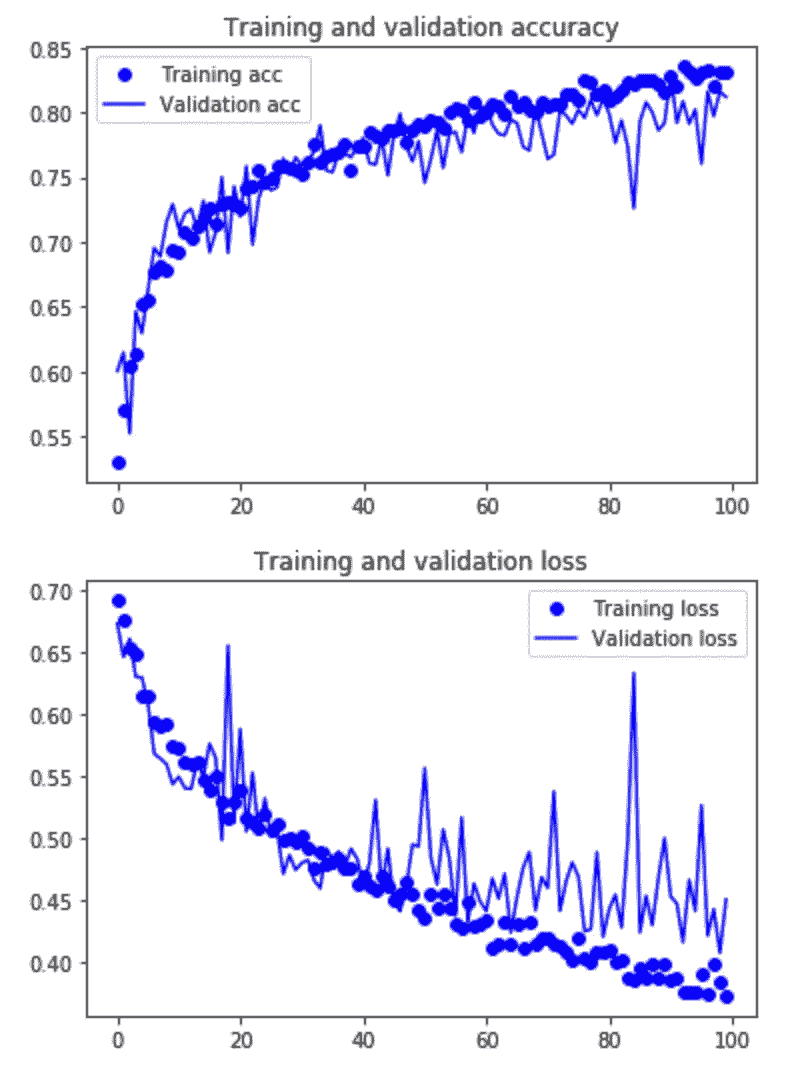 Training and validation accuracy
0.85
Training acc
Validation acc
0.80
0.75
0.70
0.65
0.60
0.55
0 20 40 60 80 100
Training and validation loss
0.70
Training loss
Validation loss
0.65
0.60
0.55
0.50
0.45
0.40
0 20 40 60 80 100